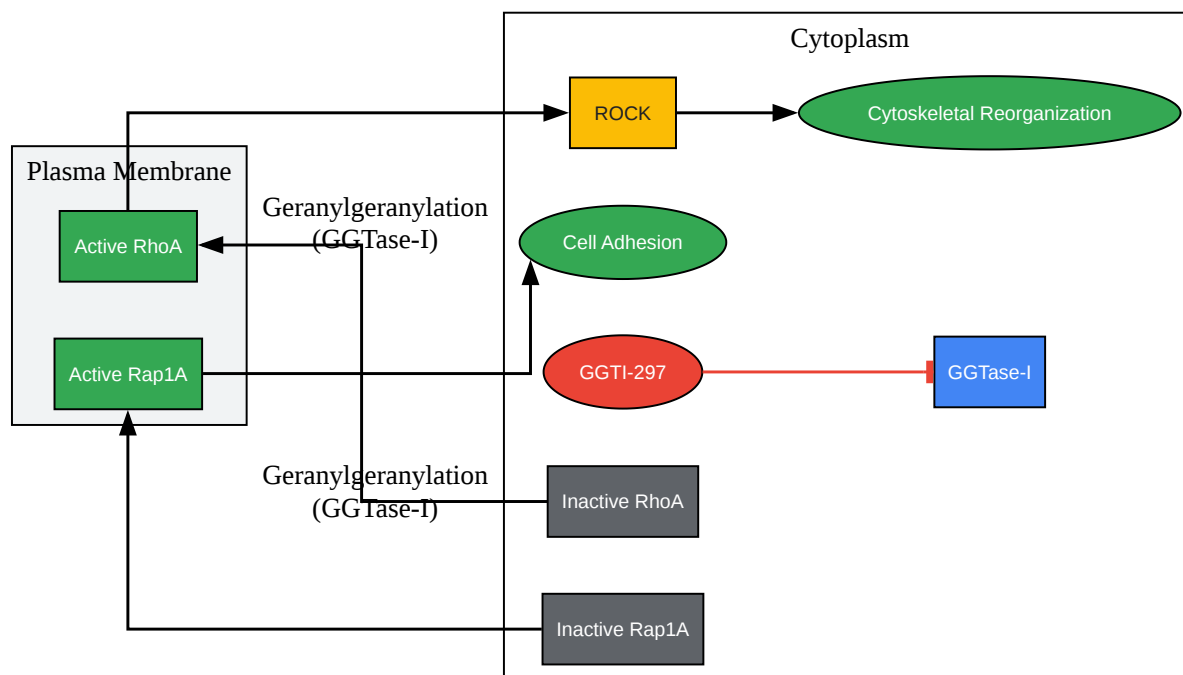 Cytoplasm
ROCK
Cytoskeletal Reorganization
Plasma Membrane
Geranylgeranylation
(GGTase-I)
Active RhoA
Cell Adhesion
Active Rap1A
GGTI-297
GGTase-I
Geranylgeranylation
(GGTase-I)
Inactive RhoA
Inactive Rap1A